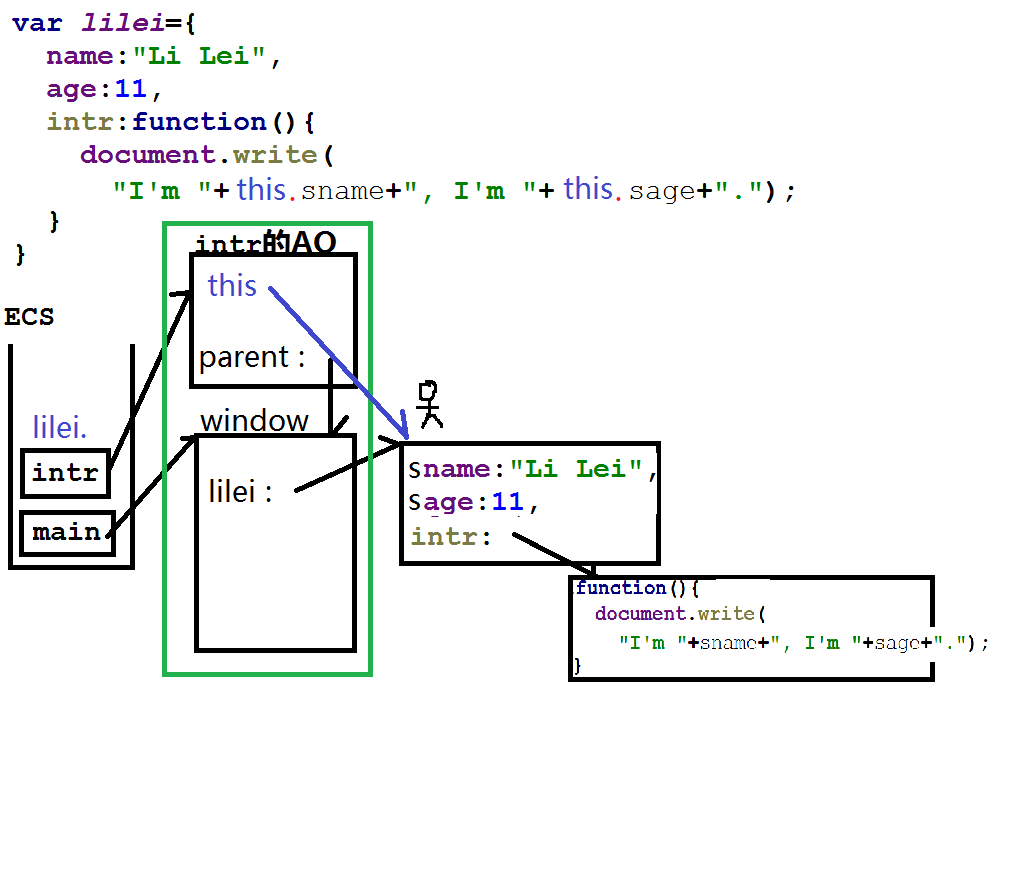 var lilei={
name:"Li Lei",
age:11,
intr:function(){
document.write(
"I'm "+this.sname+", I'm "+this.sage+".");
}
}
ECS
lilei.
intr
main
intr的AO
this
parent :
window
lilei :
sname:"Li Lei",
sage:11,
intr:
function(){
document.write(
"I'm "+sname+", I'm "+sage+".");
}